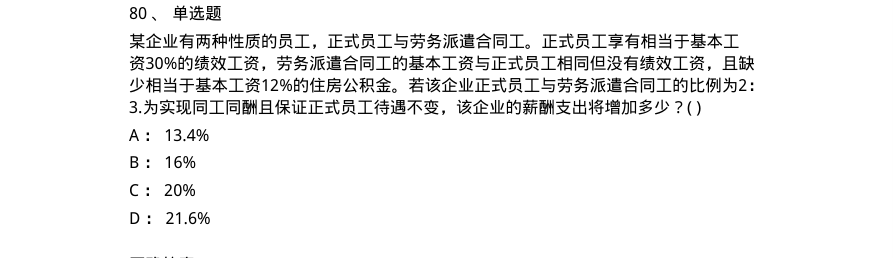 80 、 单选题
某企业有两种性质的员工，正式员工与劳务派遣合同工。正式员工享有相当于基本工
资30%的绩效工资，劳务派遣合同工的基本工资与正式员工相同但没有绩效工资，且缺
少相当于基本工资12%的住房公积金。若该企业正式员工与劳务派遣合同工的比例为2：
3.为实现同工同酬且保证正式员工待遇不变，该企业的薪酬支出将增加多少？( )
A： 13.4%
B： 16%
C： 20%
D： 21.6%